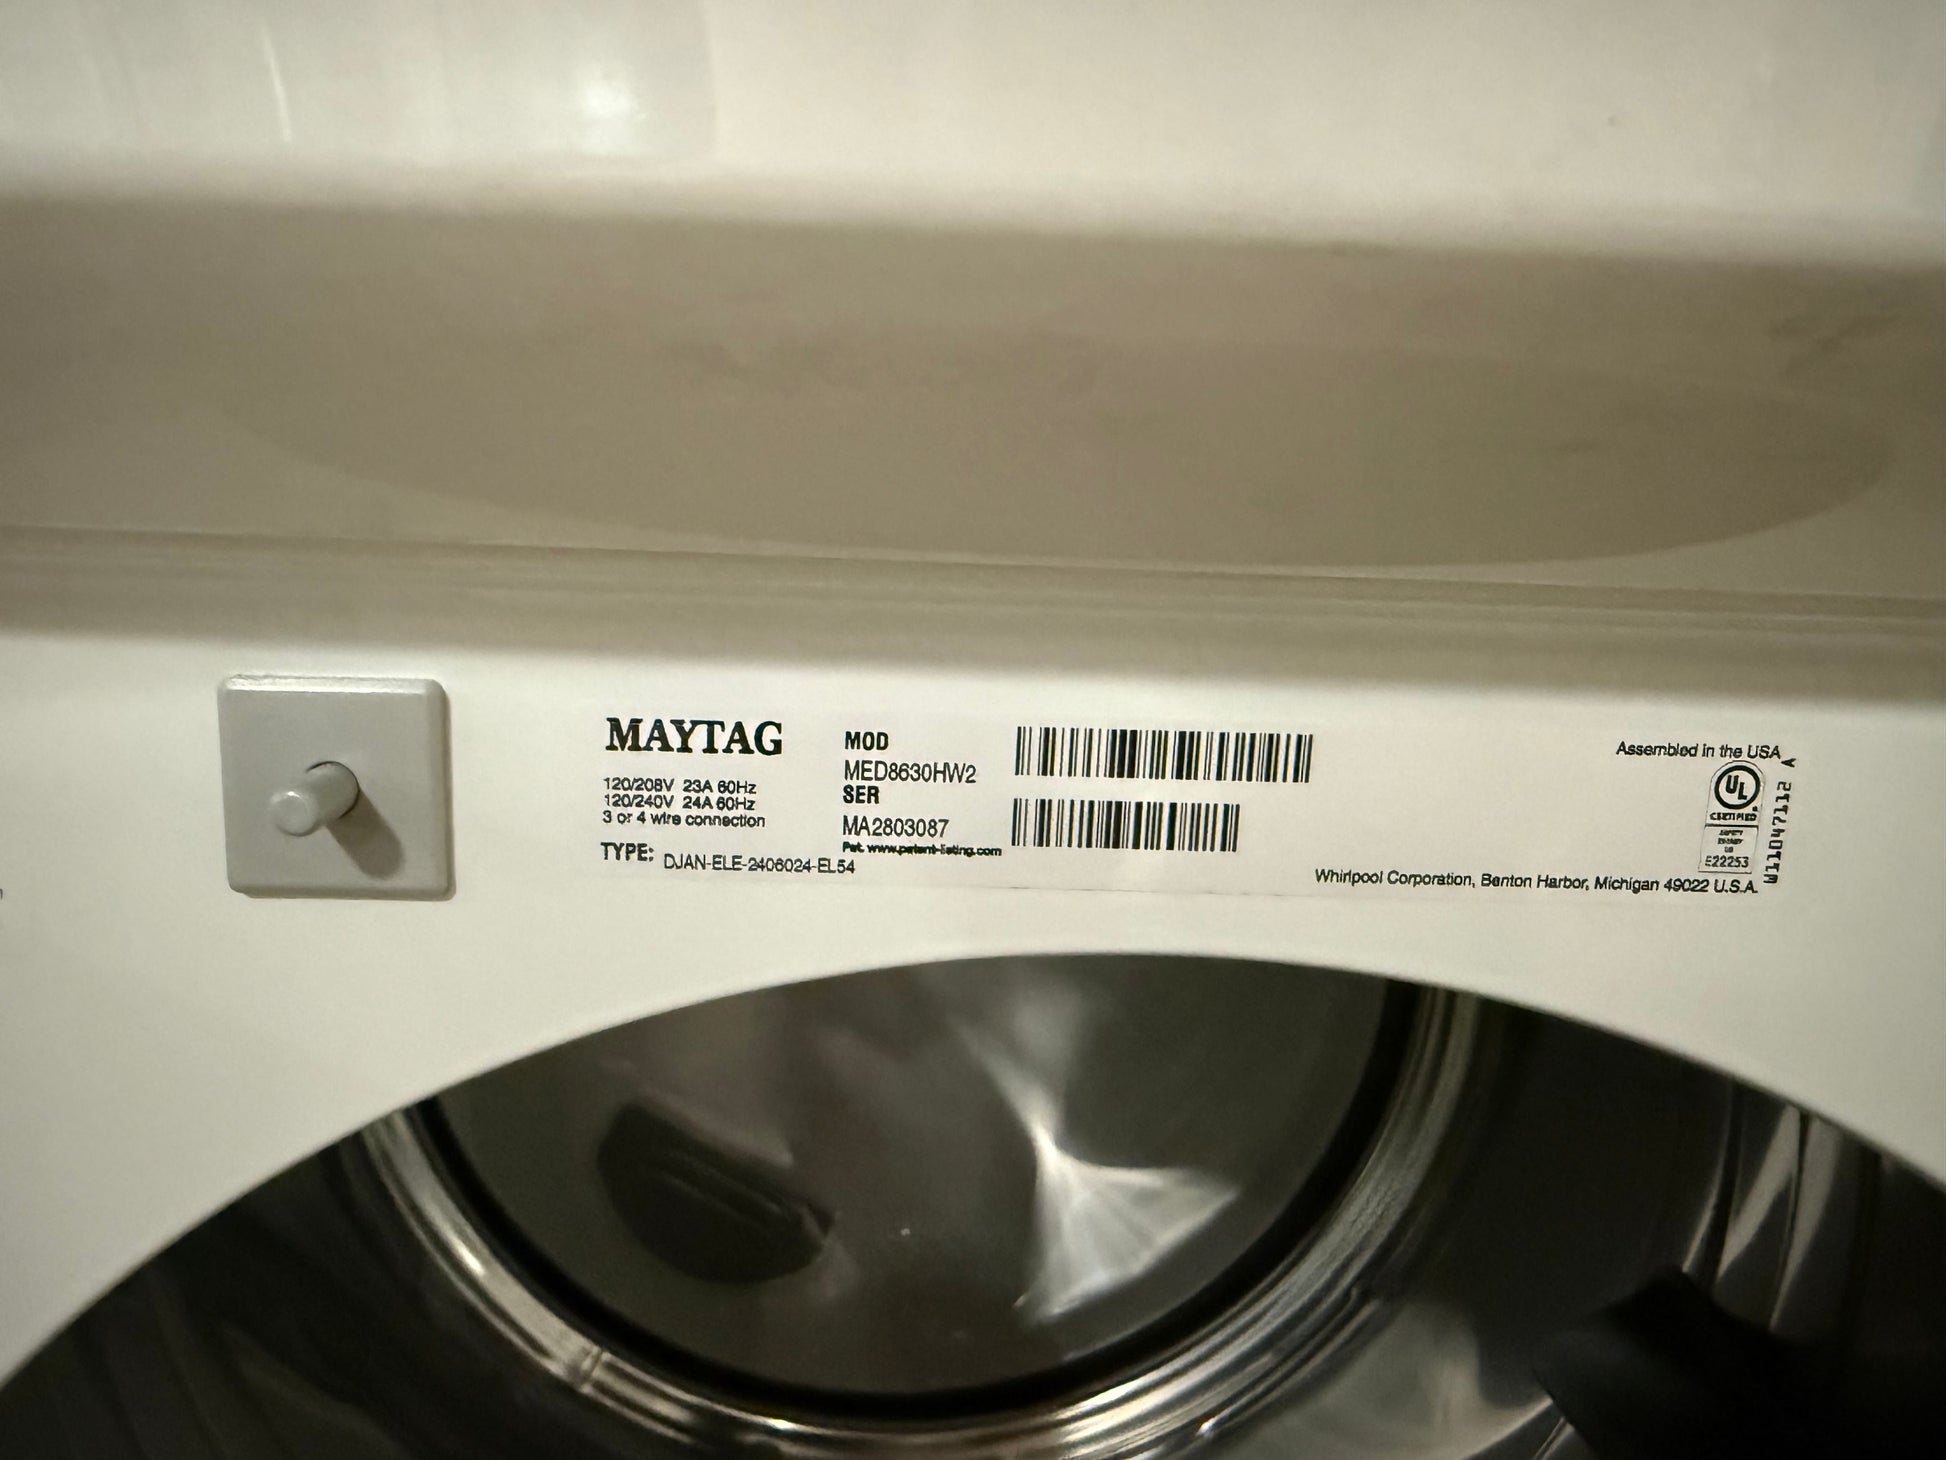 MAYTAG
120/208V 23A 60Hz
120/240V 24A 60Hz
3 or 4 wire connection
TYPE: DJAN-ELE-2406024-EL54
MOD
MED8630HW2
SER
MA2803087
Pat. www.patent-listing.com
Assembled in the USA
UL
CERTIFIED
SAFETY
US
E22253
W11047112 A
Whirlpool Corporation, Benton Harbor, Michigan 49022 U.S.A.